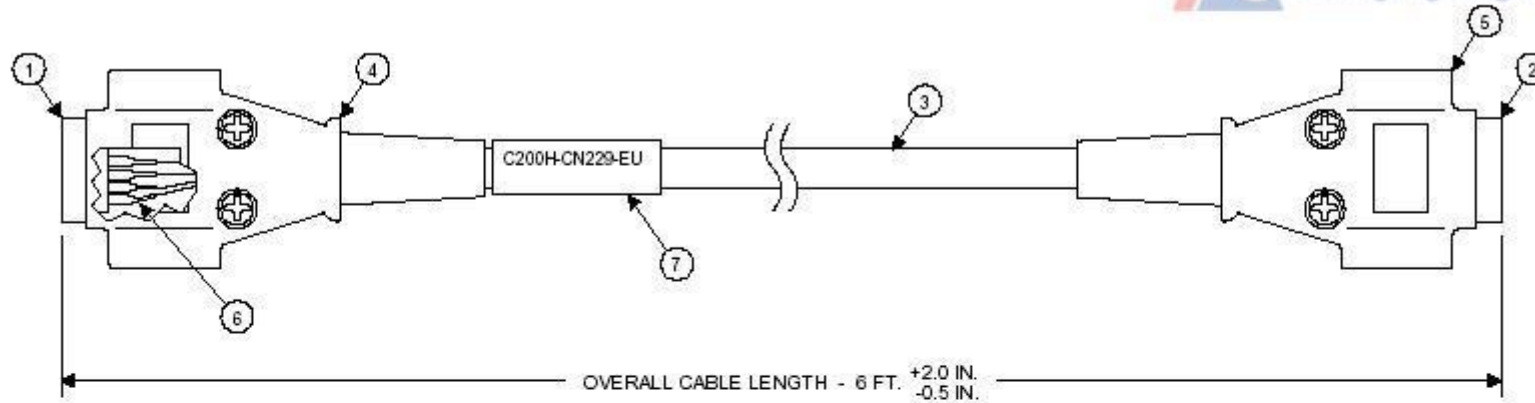 5
1
4
2
3
C200H-CN229-EU
7
6
OVERALL CABLE LENGTH - 6 FT. +2.0 IN.
-0.5 IN.